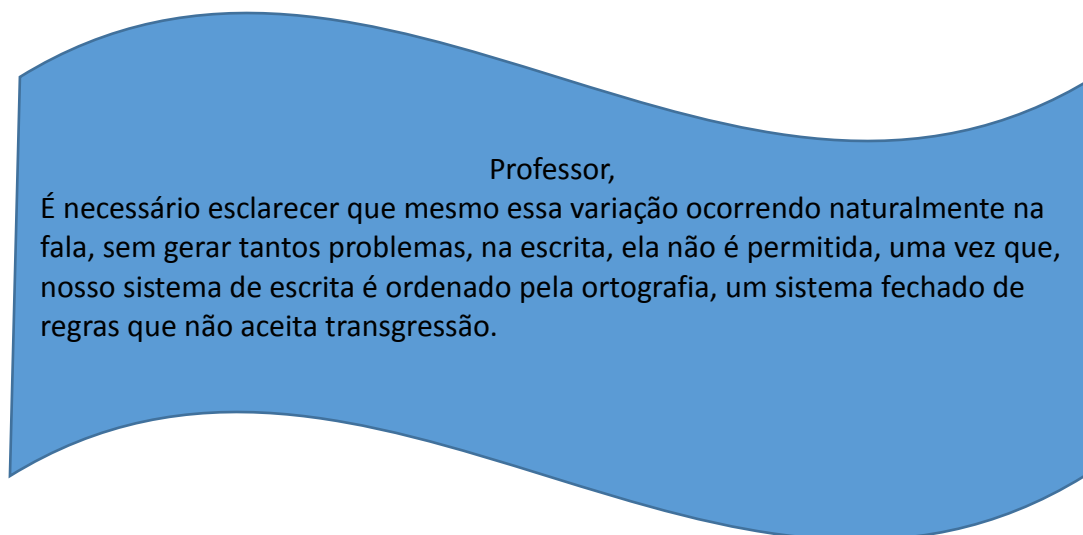 Professor,
É necessário esclarecer que mesmo essa variação ocorrendo naturalmente na
fala, sem gerar tantos problemas, na escrita, ela não é permitida, uma vez que,
nosso sistema de escrita é ordenado pela ortografia, um sistema fechado de
regras que não aceita transgressão.